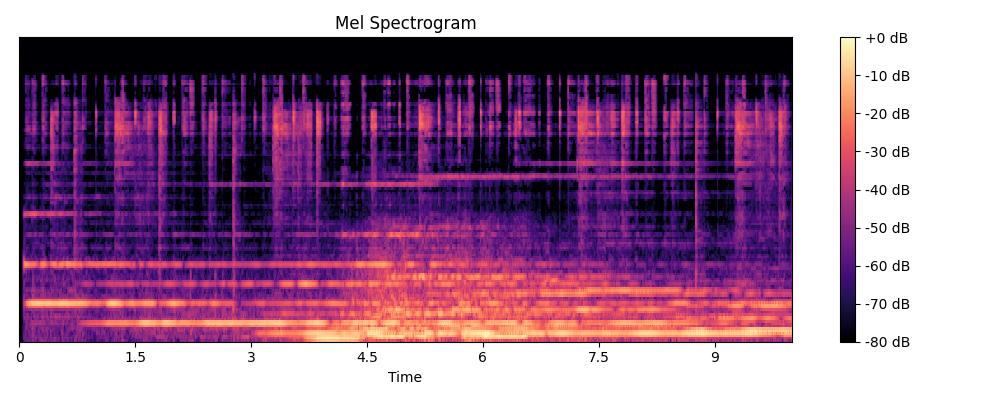 Mel Spectrogram
+0 dB
-10 dB
-20 dB
-30 dB
-40 dB
-50 dB
-60 dB
-70 dB
-80 dB
0 1.5 3 4.5 6 7.5 9
Time